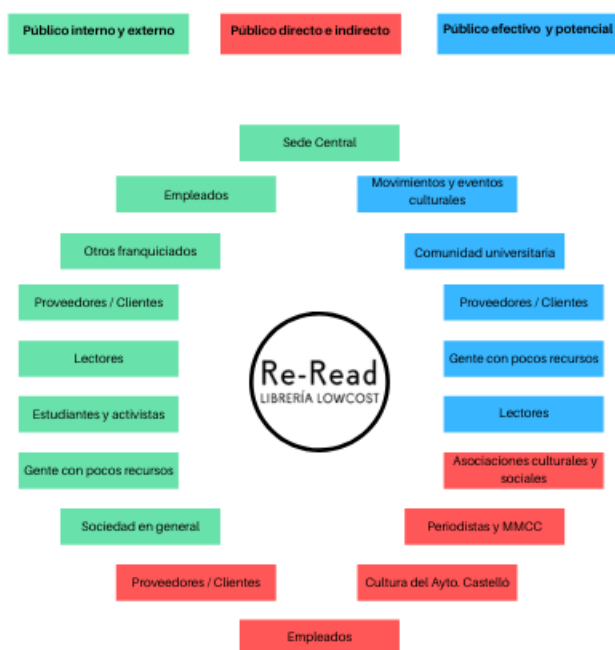 Público interno y externo
Público directo e indirecto
Público efectivo y potencial
Sede Central
Empleados
Movimientos y eventos
culturales
Otros franquiciados
Comunidad universitaria
Proveedores / Clientes
Proveedores / Clientes
Lectores
Gente con pocos recursos
Re-Read
LIBRERÍA LOWCOST
Estudiantes y activistas
Lectores
Gente con pocos recursos
Asociaciones culturales y
sociales
Sociedad en general
Periodistas y MMCC
Proveedores / Clientes
Cultura del Ayto. Castelló
Empleados